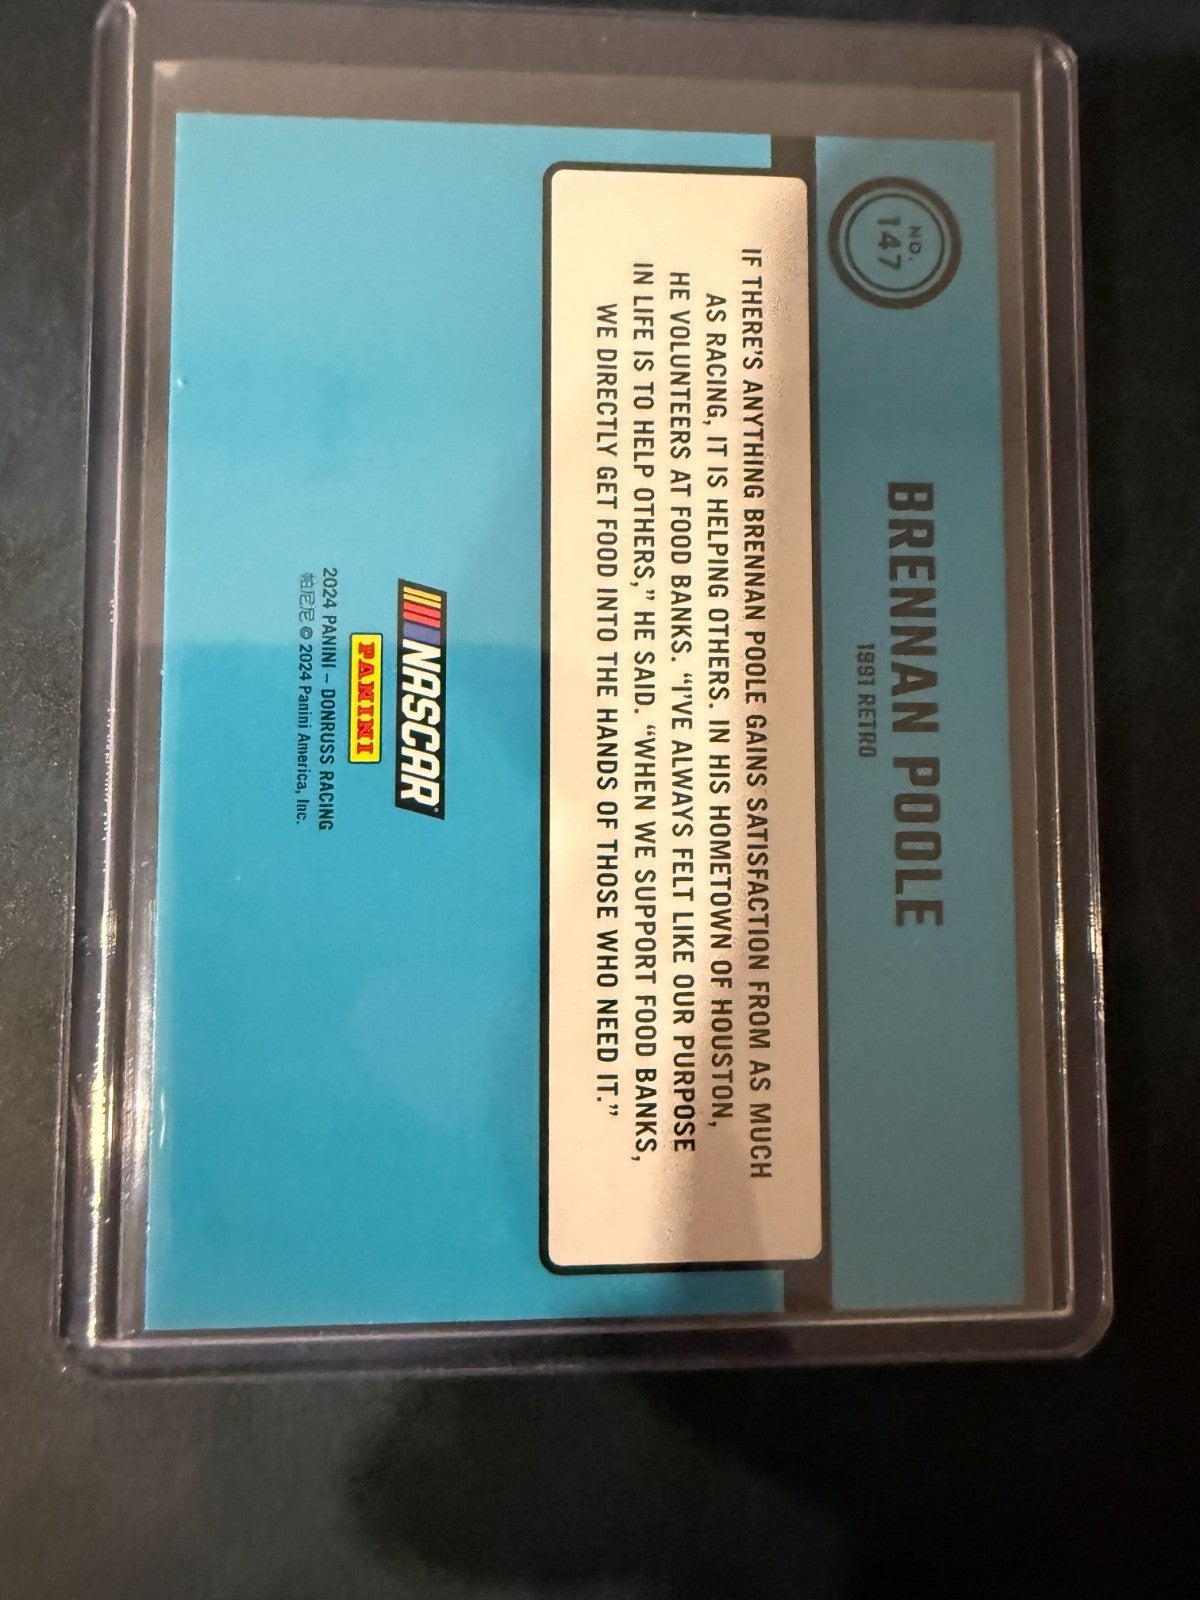 NO.
147
BRENNAN POOLE
1991 RETRO
IF THERE'S ANYTHING BRENNAN POOLE GAINS SATISFACTION FROM AS MUCH
AS RACING, IT IS HELPING OTHERS. IN HIS HOMETOWN OF HOUSTON,
HE VOLUNTEERS AT FOOD BANKS. “I'VE ALWAYS FELT LIKE OUR PURPOSE
IN LIFE IS TO HELP OTHERS,” HE SAID. “WHEN WE SUPPORT FOOD BANKS,
WE DIRECTLY GET FOOD INTO THE HANDS OF THOSE WHO NEED IT.”
NASCAR
PANINI
2024 PANINI – DONRUSS RACING
帕尼尼 © 2024 Panini America, Inc.